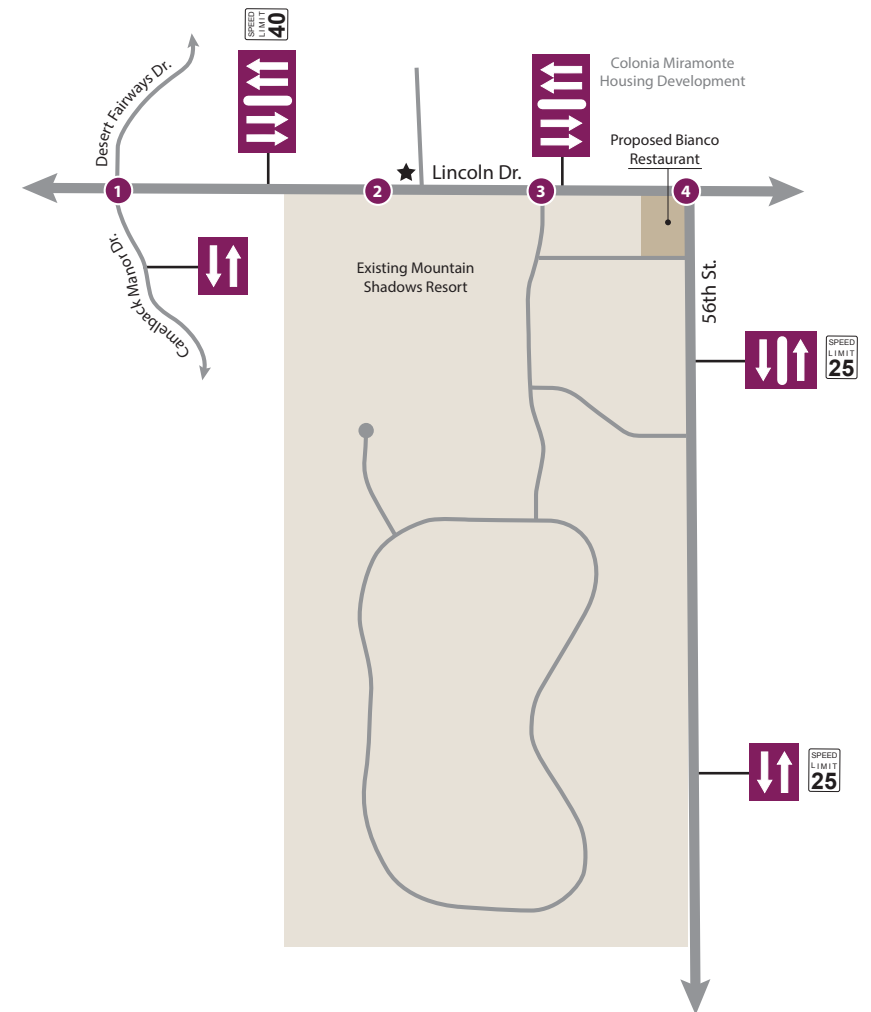 SPEED
LIMIT
40
Colonia Miramonte
Housing Development
Desert Fairways Dr.
Proposed Bianco
Restaurant
Lincoln Dr.
1
2
3
4
Camelback Manor Dr.
Existing Mountain
Shadows Resort
56th St.
SPEED
LIMIT
25
SPEED
LIMIT
25